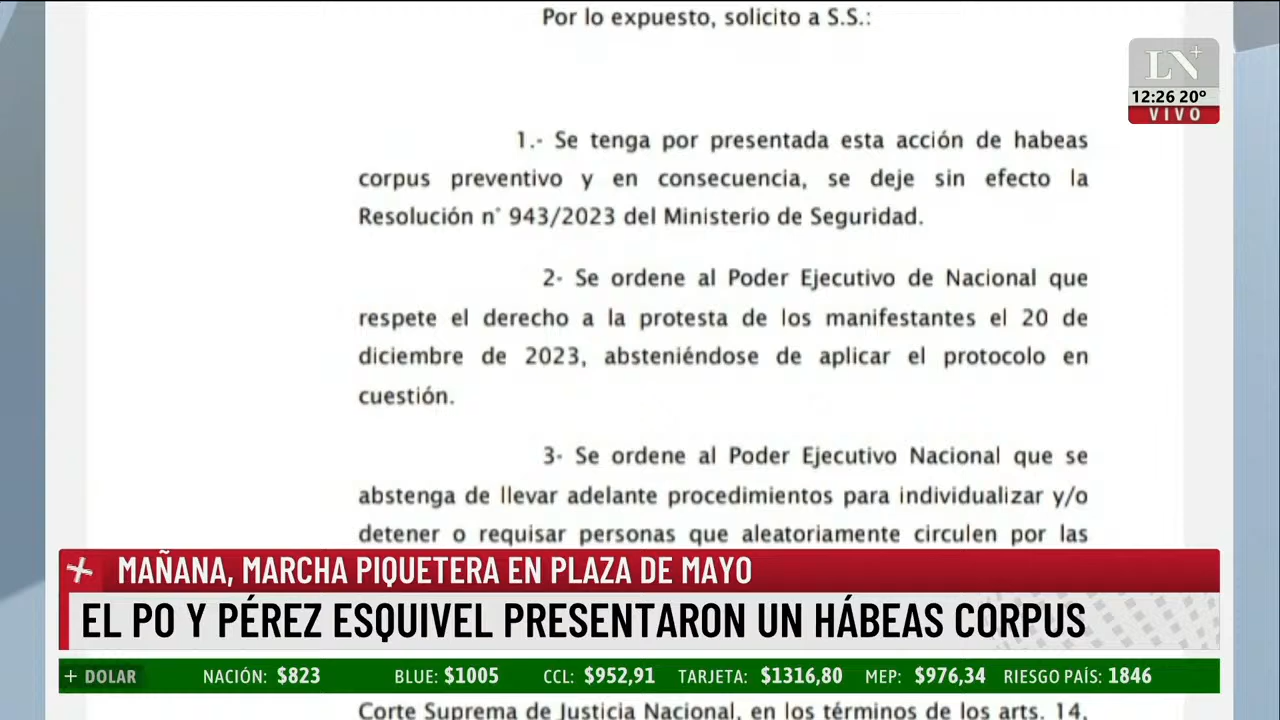 Por lo expuesto, solicito a S.S.:
LN+
12:26 20º
VIVO
1.- Se tenga por presentada esta acción de habeas
corpus preventivo y en consecuencia, se deje sin efecto la
Resolución n° 943/2023 del Ministerio de Seguridad.
2- Se ordene al Poder Ejecutivo de Nacional que
respete el derecho a la protesta de los manifestantes el 20 de
diciembre de 2023, absteniéndose de aplicar el protocolo en
cuestión.
3- Se ordene al Poder Ejecutivo Nacional que se
abstenga de llevar adelante procedimientos para individualizar y/o
detener o requisar personas que aleatoriamente circulen por las
MAÑANA, MARCHA PIQUETERA EN PLAZA DE MAYO
EL PO Y PÉREZ ESQUIVEL PRESENTARON UN HÁBEAS CORPUS
+ DOLAR NACIÓN: $823 BLUE: $1005 CCL: $952,91 TARJETA: $1316,80 MEP: $976,34 RIESGO PAÍS: 1846
Corte Suprema de Justicia Nacional, en los términos de los arts. 14,